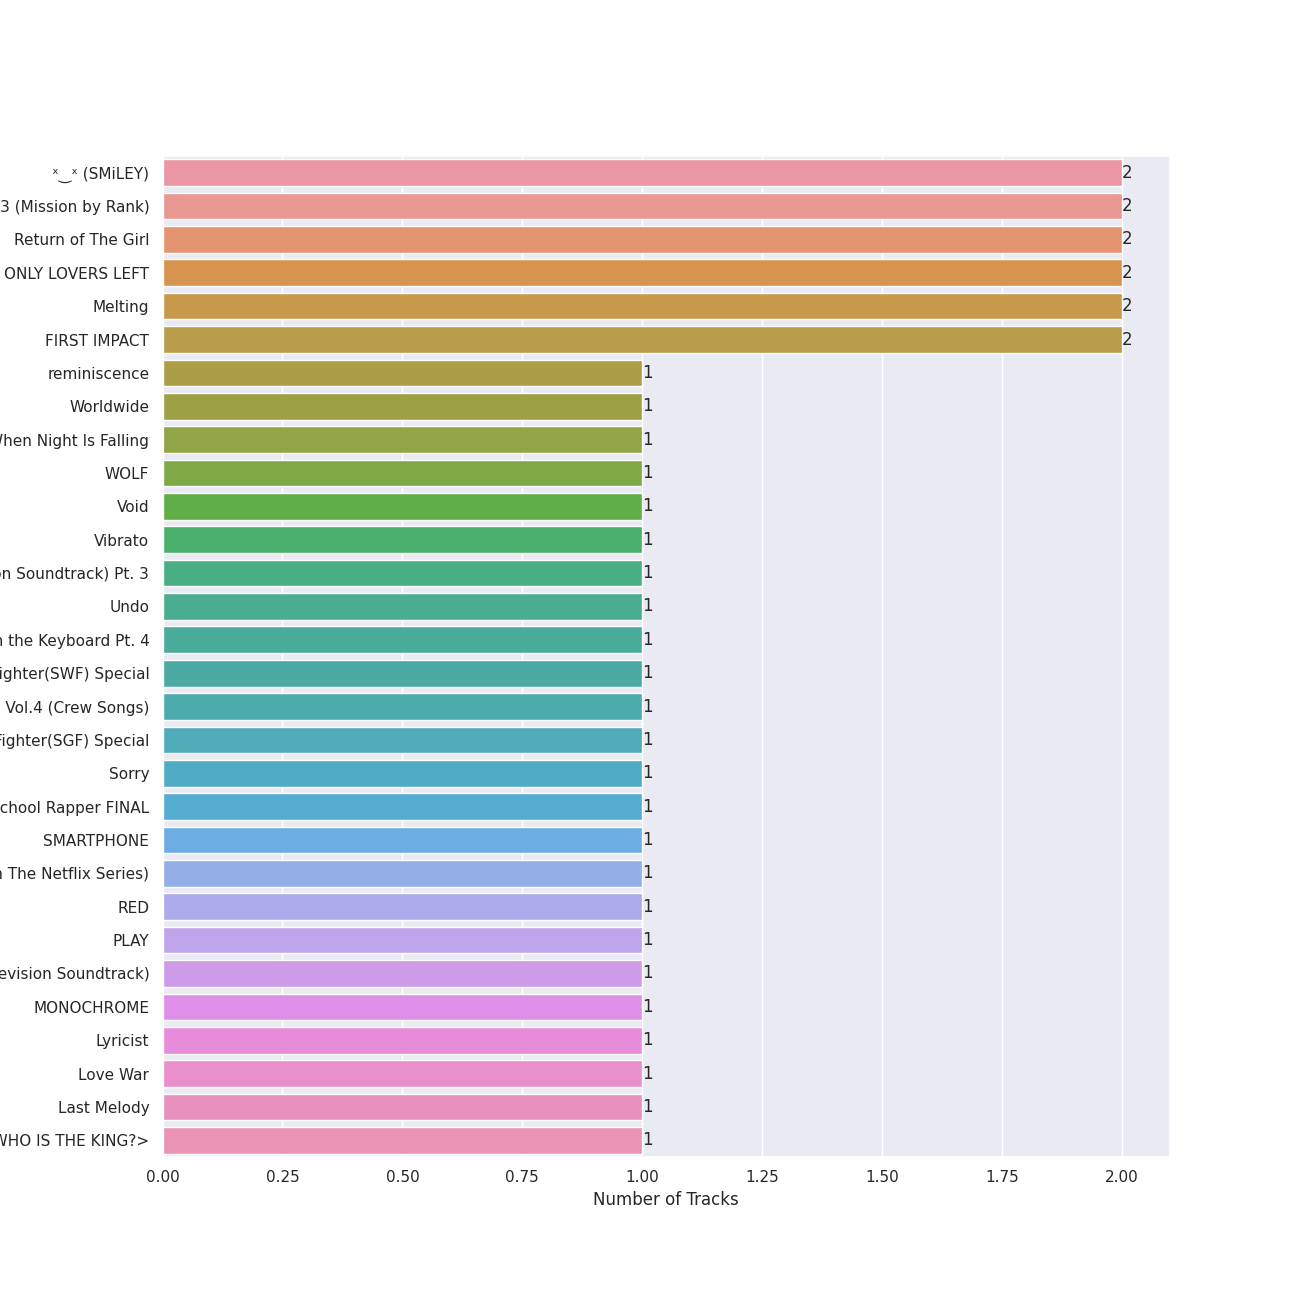 ˣ‿ˣ (SMiLEY) 2
3 (Mission by Rank) 2
Return of The Girl 2
ONLY LOVERS LEFT 2
Melting 2
FIRST IMPACT 2
reminiscence 1
Worldwide 1
When Night Is Falling 1
WOLF 1
Void 1
Vibrato 1
Soundtrack) Pt. 3 1
Undo 1
the Keyboard Pt. 4 1
Fighter(SWF) Special 1
Vol.4 (Crew Songs) 1
Fighter(SGF) Special 1
Sorry 1
School Rapper FINAL 1
SMARTPHONE 1
The Netflix Series) 1
RED 1
PLAY 1
Soundtrack) 1
MONOCHROME 1
Lyricist 1
Love War 1
Last Melody 1
WHO IS THE KING?> 1
0.00 0.25 0.50 0.75 1.00 1.25 1.50 1.75 2.00
Number of Tracks